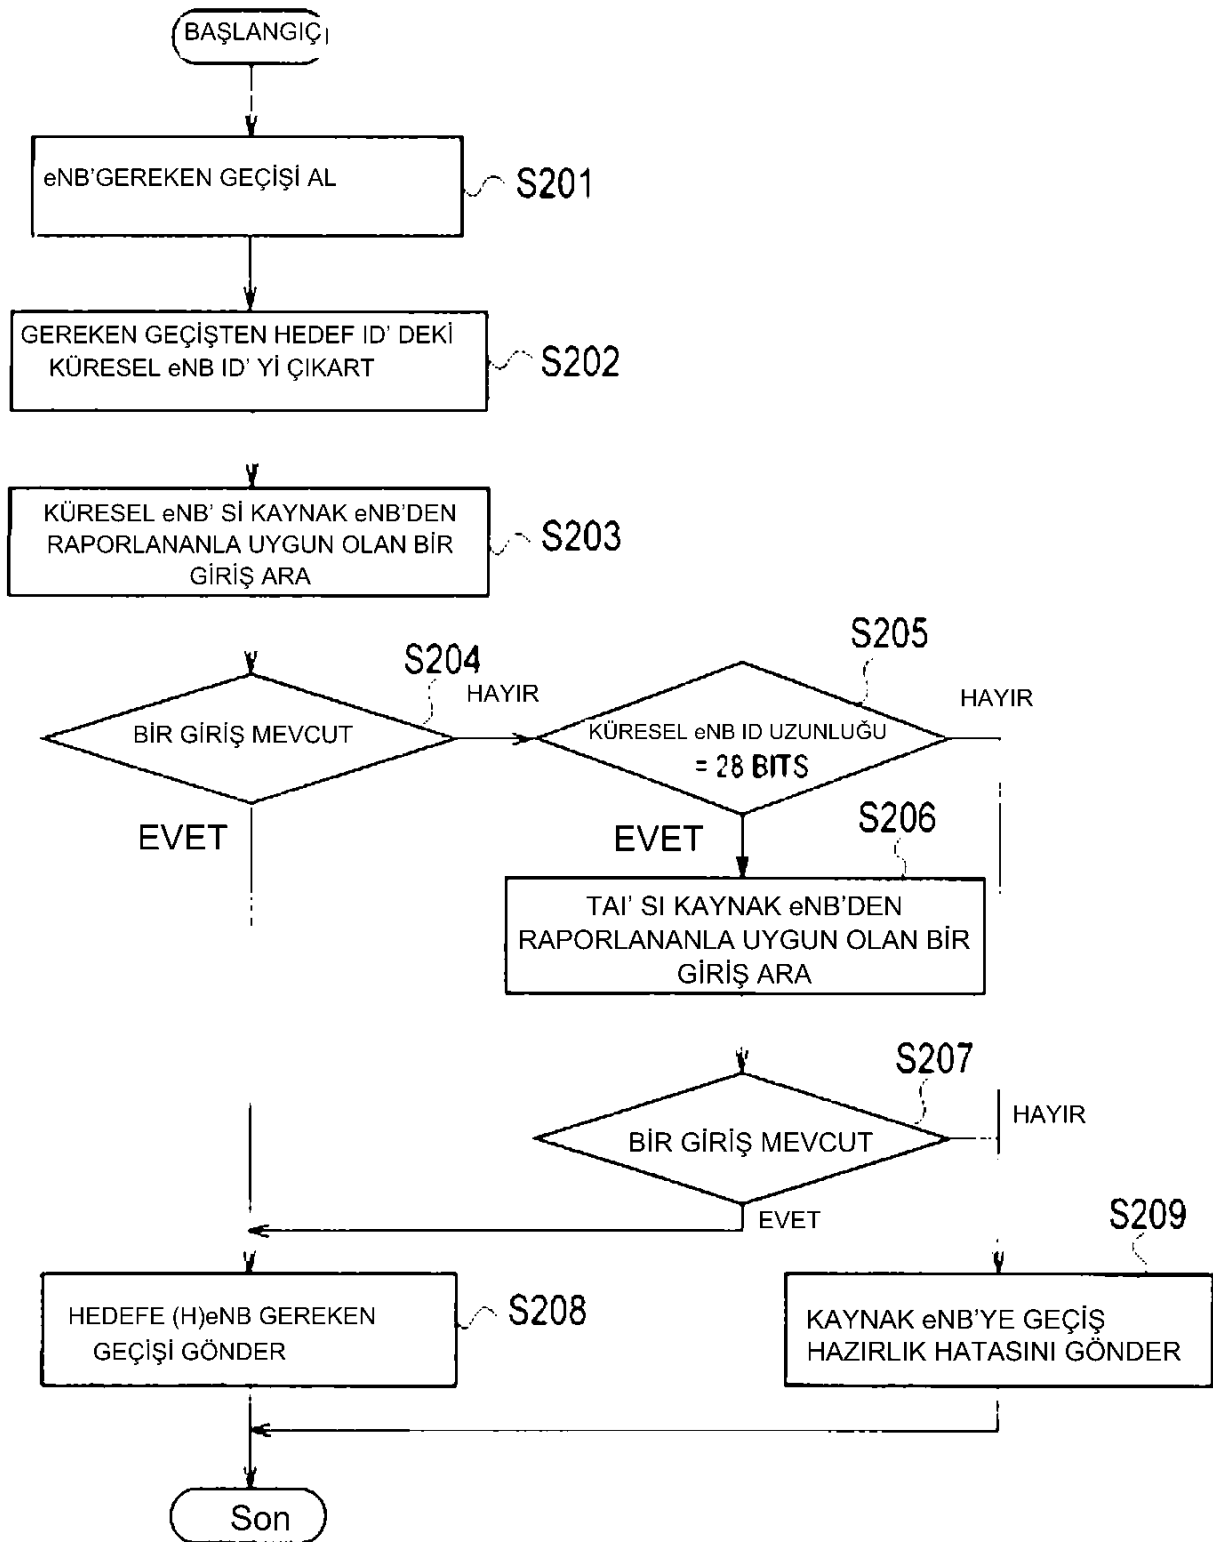 BAŞLANGIÇ
eNB'GEREKEN GEÇİŞİ AL
S201
GEREKEN GEÇİŞTEN HEDEF ID' DEKİ
KÜRESEL eNB ID' Yİ ÇIKART
S202
KÜRESEL eNB' Sİ KAYNAK eNB'DEN
RAPORLANANLA UYGUN OLAN BİR
GİRİŞ ARA
S203
S204
BİR GİRİŞ MEVCUT
HAYIR
EVET
S205
KÜRESEL eNB ID UZUNLUĞU
= 28 BITS
HAYIR
EVET
S206
TAI' SI KAYNAK eNB'DEN
RAPORLANANLA UYGUN OLAN BİR
GİRİŞ ARA
S207
BİR GİRİŞ MEVCUT
HAYIR
EVET
HEDEFE (H)eNB GEREKEN
GEÇİŞİ GÖNDER
S208
S209
KAYNAK eNB'YE GEÇİŞ
HAZIRLIK HATASINI GÖNDER
Son